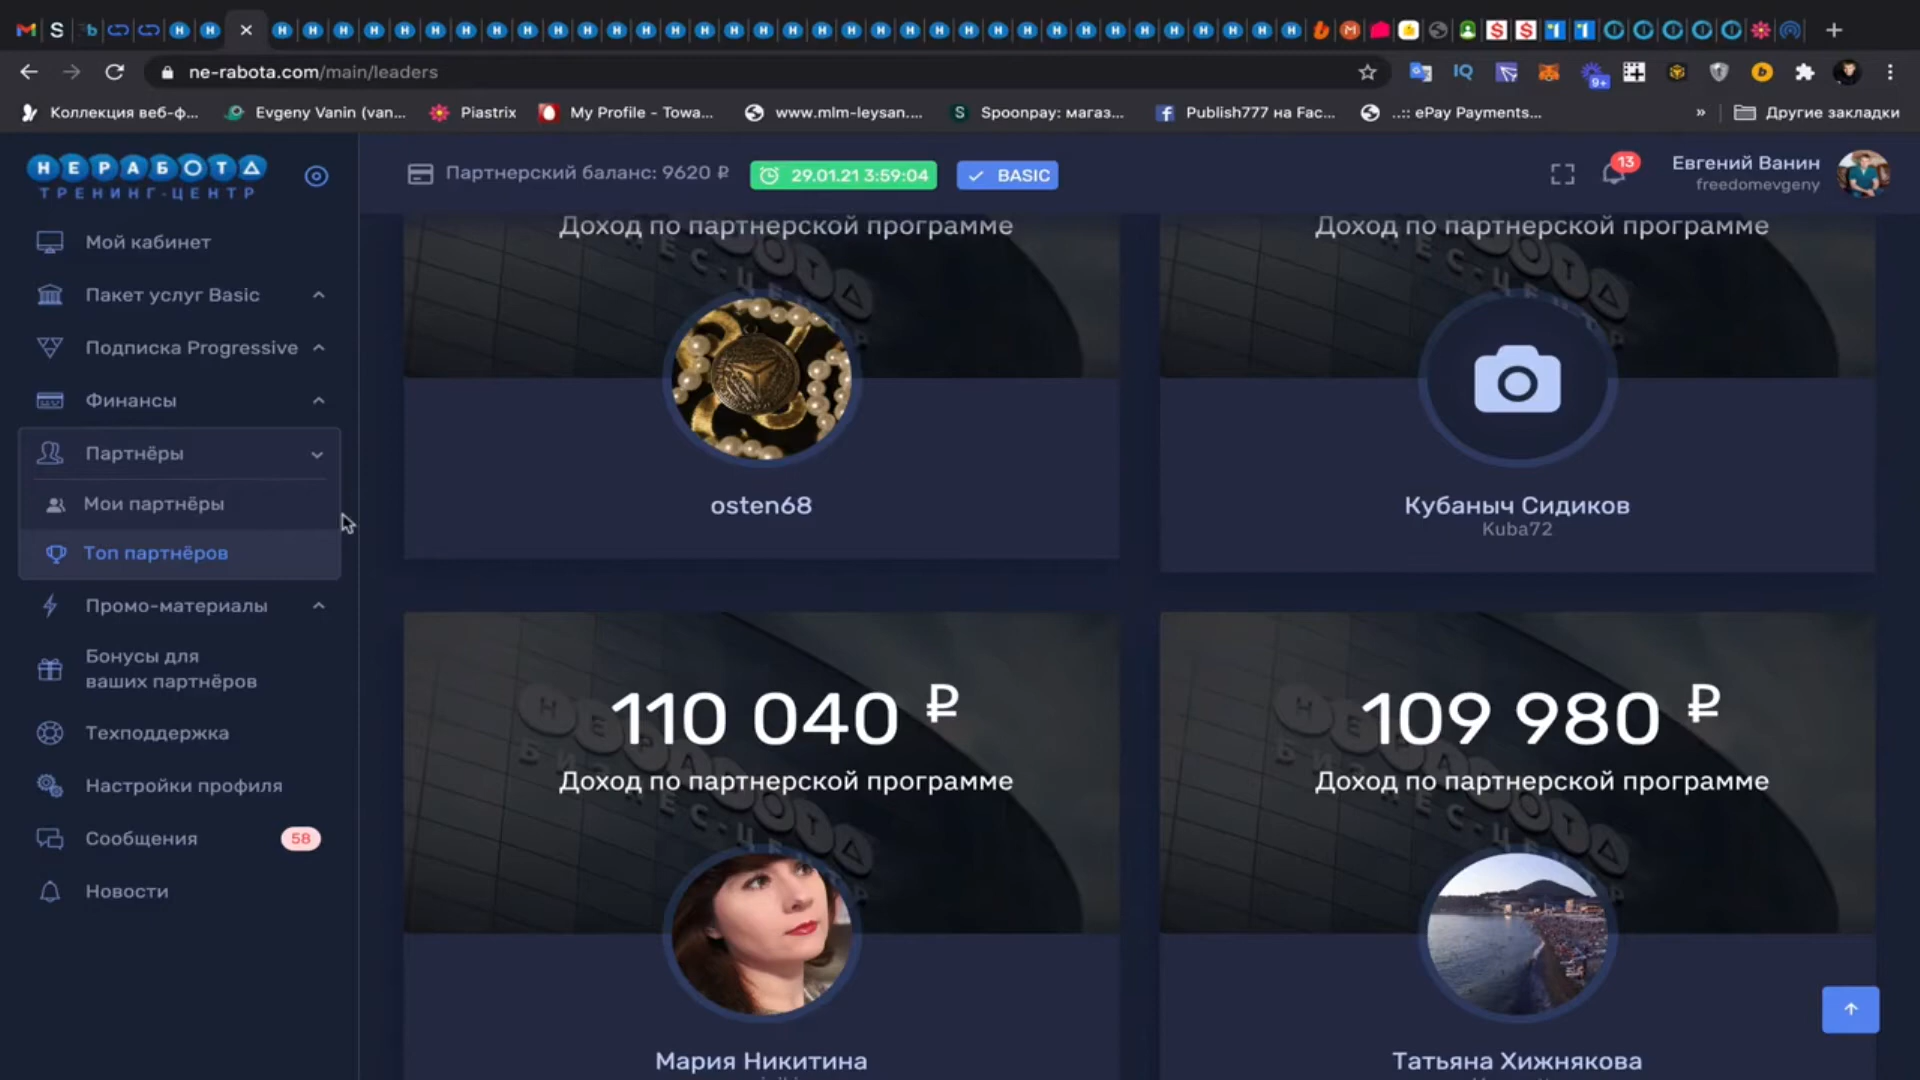 ne-rabota.com/main/leaders
9+
Коллекция веб-ф...
Evgeny Vanin (van...
Piastrix
My Profile - Towa...
www.mlm-leysan....
Spoonpay: магаз...
Publish777 на Fac...
..:: ePay Payments...
»
Другие закладки
НЕРАБОТА
ТРЕНИНГ-ЦЕНТР
Партнерский баланс: 9620 ₽
29.01.21 3:59:04
BASIC
13
Евгений Ванин
freedomevgeny
Мой кабинет
Пакет услуг Basic
Подписка Progressive
Финансы
Партнёры
Мои партнёры
Топ партнёров
Промо-материалы
Бонусы для
ваших партнёров
Техподдержка
Настройки профиля
Сообщения
58
Новости
Доход по партнерской программе
osten68
Доход по партнерской программе
Кубаныч Сидиков
Kuba72
110 040 ₽
Доход по партнерской программе
Мария Никитина
109 980 ₽
Доход по партнерской программе
Татьяна Хижнякова